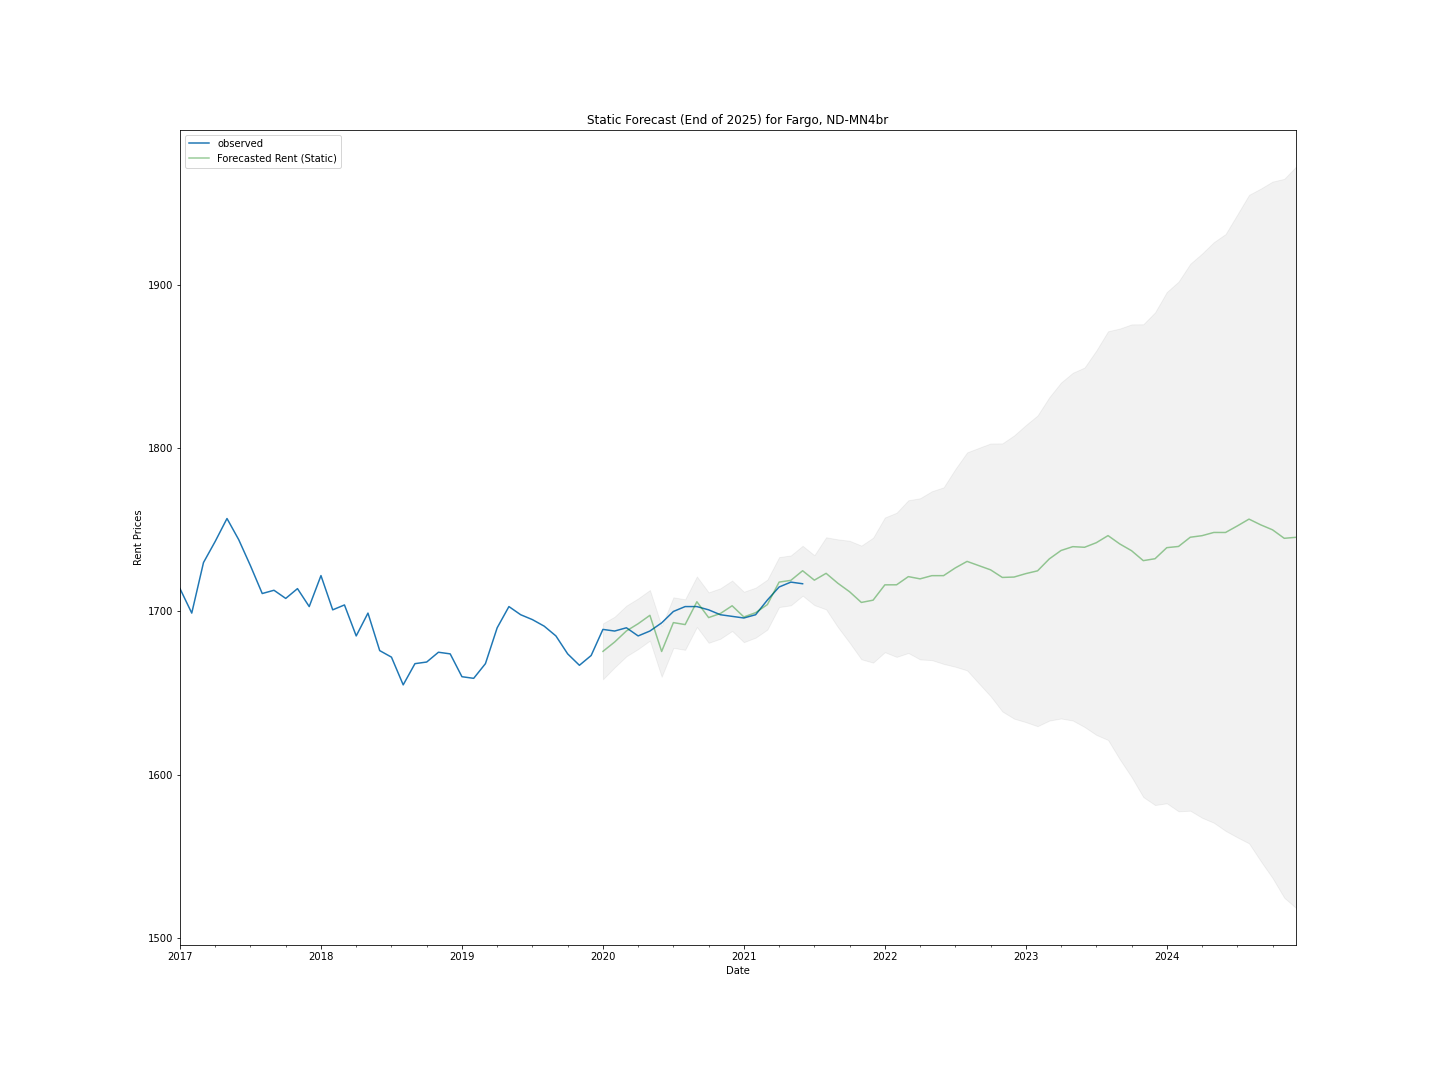 Static Forecast (End of 2025) for Fargo, ND-MN4br
observed
Forecasted Rent (Static)
1900
1800
1700
1600
1500
Rent Prices
2017 2018 2019 2020 2021 2022 2023 2024
Date